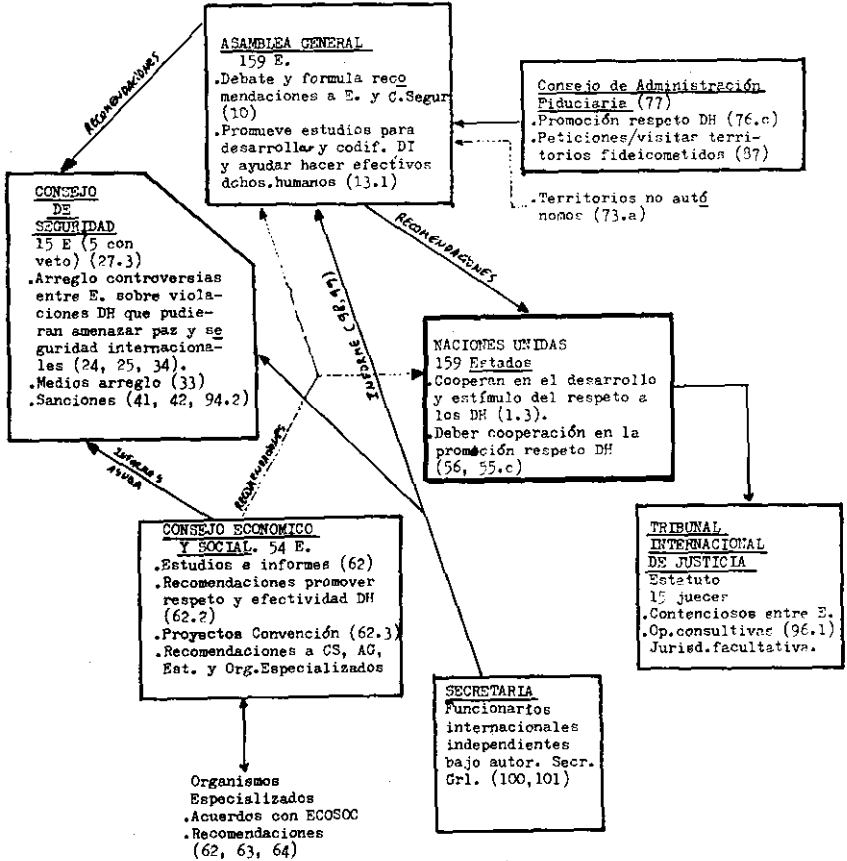 ASAMBLEA GENERAL
159 E.
.Debate y formula reco
mendaciones a E. y C.Segur
(10)
.Promueve estudios para
desarrollar y codif. DI
y ayudar hacer efectivos
dchos.humanos (13.1)
RECOMENDACIONES
Consejo de Administración
Fiduciaria (77)
.Promoción respeto DH (76.c)
.Peticiones/visitar terri-
torios fideicometidos (87)
.Territorios no autó
nomos (73.a)
CONSEJO
DE
SEGURIDAD
15 E (5 con
veto) (27.3)
.Arreglo controversias
entre E. sobre viola-
ciones DH que pudie-
ran amenazar paz y se
guridad internaciona-
les (24, 25, 34).
.Medios arreglo (33)
.Sanciones (41, 42, 94.2)
RECOMENDACIONES
INFORME (98,99)
NACIONES UNIDAS
159 Estados
.Cooperan en el desarrollo
y estímulo del respeto a
los DH (1.3).
.Deber cooperación en la
promoción respeto DH
(56, 55.c)
INFORMES
AYUDA
RECOMENDACIONES
CONSEJO ECONOMICO
Y SOCIAL. 54 E.
.Estudios e informes (62)
.Recomendaciones promover
respeto y efectividad DH
(62.2)
.Proyectos Convención (62.3)
.Recomendaciones a CS, AG,
Est. y Org.Especializados
TRIBUNAL
INTERNACIONAL
DE JUSTICIA
Estatuto
15 jueces
.Contenciosos entre E.
.Op.consultivas (96.1)
Jurisd.facultativa.
SECRETARIA
Funcionarios
internacionales
independientes
bajo autor. Secr.
Grl. (100,101)
Organismos
Especializados
.Acuerdos con ECOSOC
.Recomendaciones
(62, 63, 64)